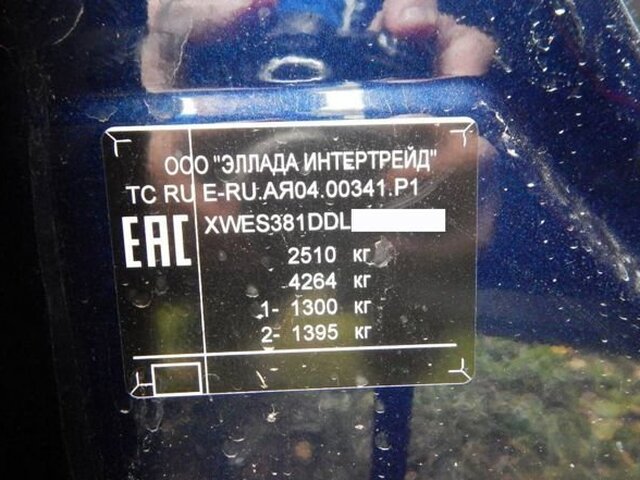 ООО "ЭЛЛАДА ИНТЕРТРЕЙД"
ТС RU E-RU.АЯ04.00341.Р1
EAC
XWES381DDL
2510 кг
4264 кг
1- 1300 кг
2- 1395 кг